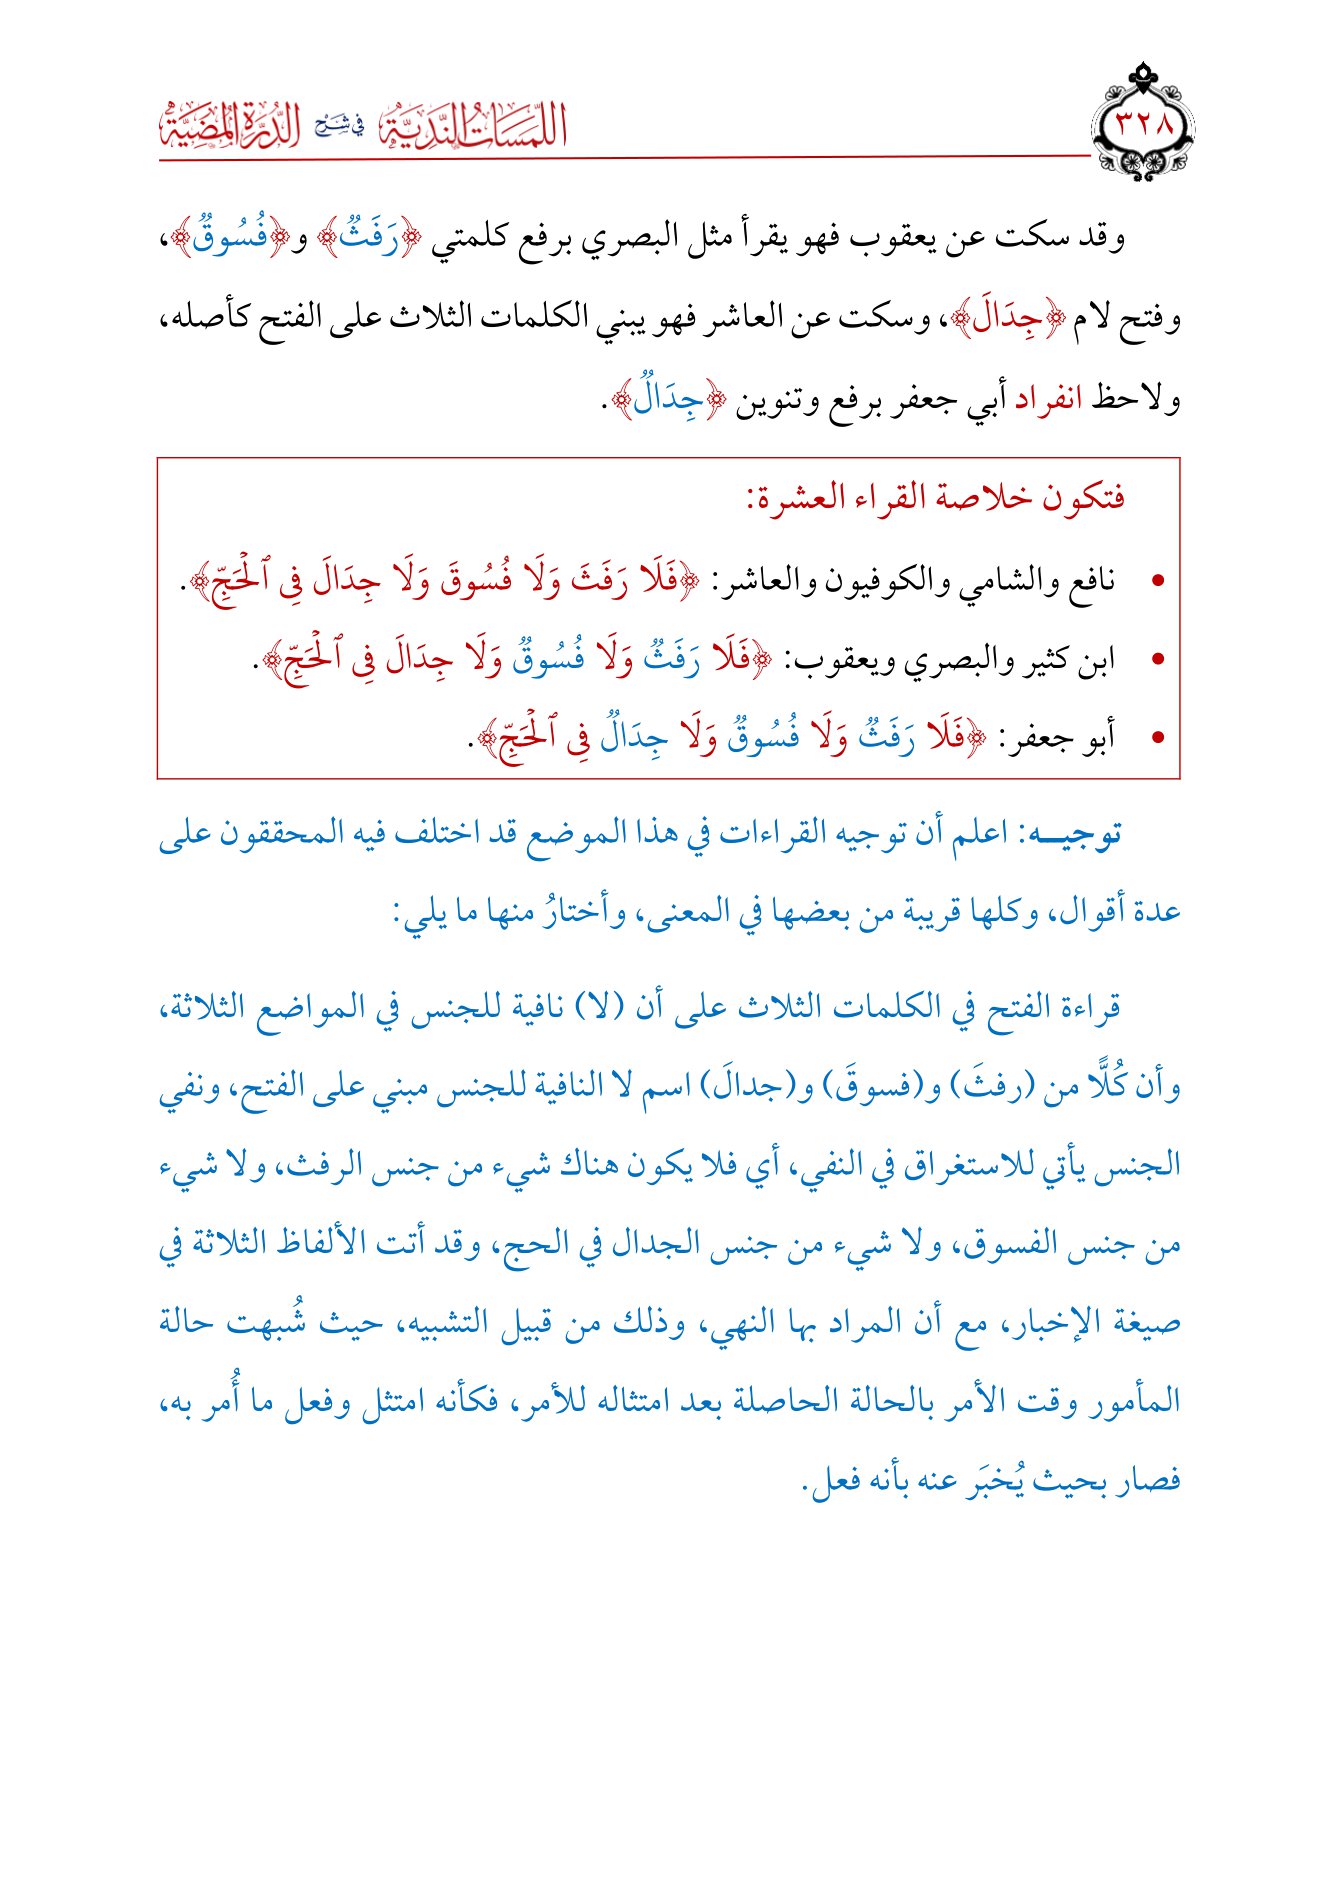 ٣٢٨
اللَّمَسَاتُ النَّدِيَّةُ في شَرْحِ الدُّرَّةِ المُضِيَّةِ
وقد سكت عن يعقوب فهو يقرأ مثل البصري برفع كلمتي ﴿رَفَثٌ﴾ و﴿فُسُوقٌ﴾،
وفتح لام ﴿جِدَالَ﴾، وسكت عن العاشر فهو يبني الكلمات الثلاث على الفتح كأصله،
ولاحظ انفراد أبي جعفر برفع وتنوين ﴿جِدَالٌ﴾.
فتكون خلاصة القراء العشرة:
• نافع والشامي والكوفيون والعاشر: ﴿فَلَا رَفَثَ وَلَا فُسُوقَ وَلَا جِدَالَ فِى ٱلۡحَجِّ﴾.
• ابن كثير والبصري ويعقوب: ﴿فَلَا رَفَثٌ وَلَا فُسُوقٌ وَلَا جِدَالَ فِى ٱلۡحَجِّ﴾.
• أبو جعفر: ﴿فَلَا رَفَثٌ وَلَا فُسُوقٌ وَلَا جِدَالٌ فِى ٱلۡحَجِّ﴾.
توجيـــه: اعلم أن توجيه القراءات في هذا الموضع قد اختلف فيه المحققون على
عدة أقوال، وكلها قريبة من بعضها في المعنى، وأختارُ منها ما يلي:
قراءة الفتح في الكلمات الثلاث على أن (لا) نافية للجنس في المواضع الثلاثة،
وأن كُلًّا من (رفثَ) و(فسوقَ) و(جدالَ) اسم لا النافية للجنس مبني على الفتح، ونفي
الجنس يأتي للاستغراق في النفي، أي فلا يكون هناك شيء من جنس الرفث، ولا شيء
من جنس الفسوق، ولا شيء من جنس الجدال في الحج، وقد أتت الألفاظ الثلاثة في
صيغة الإخبار، مع أن المراد بها النهي، وذلك من قبيل التشبيه، حيث شُبهت حالة
المأمور وقت الأمر بالحالة الحاصلة بعد امتثاله للأمر، فكأنه امتثل وفعل ما أُمر به،
فصار بحيث يُخبَر عنه بأنه فعل.